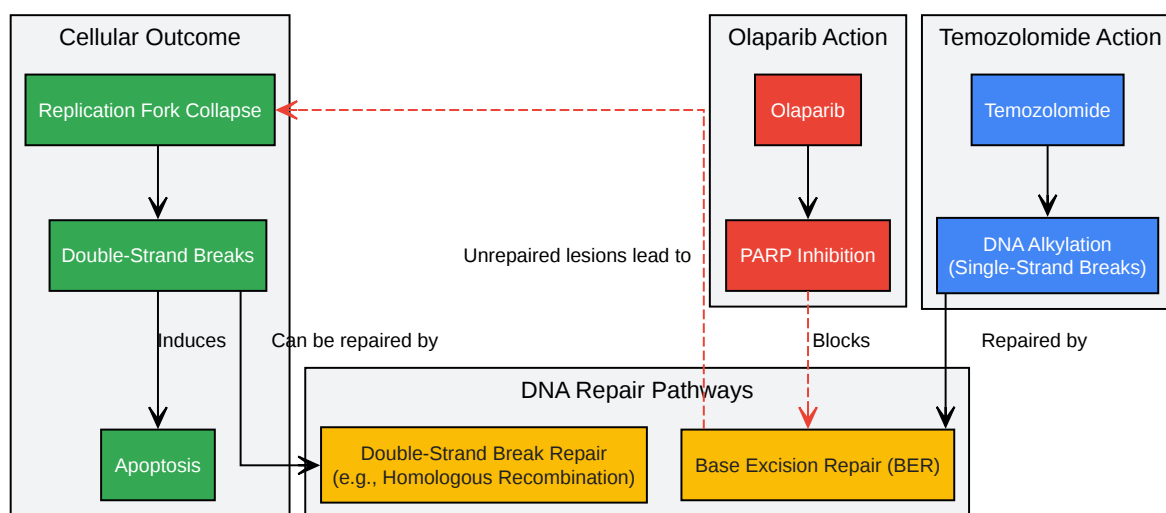 Cellular Outcome
Olaparib Action
Temozolomide Action
Replication Fork Collapse
Olaparib
Temozolomide
Double-Strand Breaks
Unrepaired lesions lead to
PARP Inhibition
DNA Alkylation
(Single-Strand Breaks)
Induces
Can be repaired by
Blocks
Repaired by
DNA Repair Pathways
Apoptosis
Double-Strand Break Repair
(e.g., Homologous Recombination)
Base Excision Repair (BER)